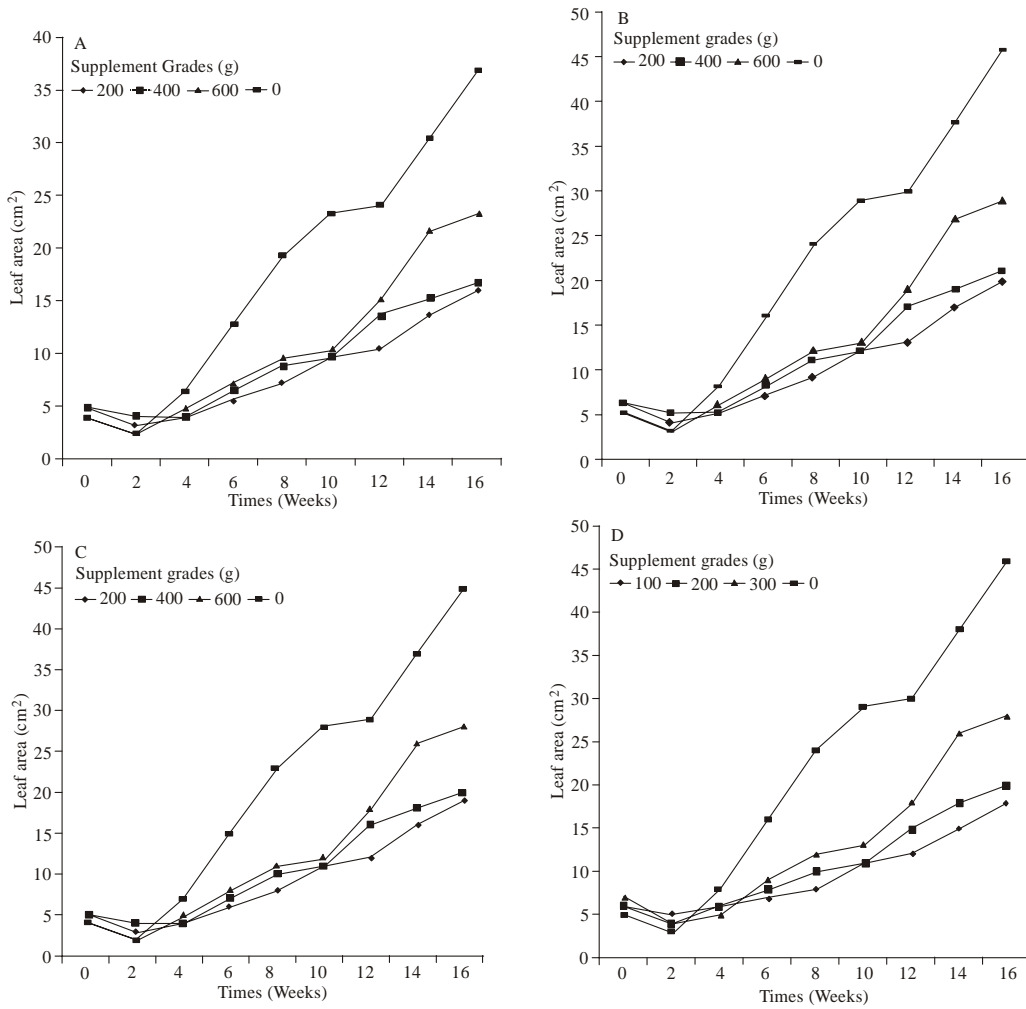 A
Supplement Grades (g)
200 400 600 0
40
35
30
25
20
15
10
5
0
Leaf area (cm²)
0 2 4 6 8 10 12 14 16
Times (Weeks)
B
Supplement grades (g)
200 400 600 0
50
45
40
35
30
25
20
15
10
5
0
Leaf area (cm²)
0 2 4 6 8 10 12 14 16
Times (Weeks)
C
Supplement grades (g)
200 400 600 0
50
45
40
35
30
25
20
15
10
5
0
Leaf area (cm²)
0 2 4 6 8 10 12 14 16
Times (Weeks)
D
Supplement grades (g)
100 200 300 0
50
45
40
35
30
25
20
15
10
5
0
Leaf area (cm²)
0 2 4 6 8 10 12 14 16
Times (Weeks)